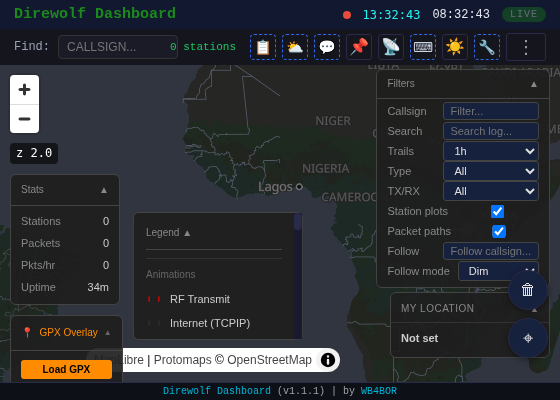 Direwolf Dashboard
13:32:43 08:32:43 LIVE
Find: CALLSIGN... 0 stations
+
−
z 2.0
NIGER
NIGERIA
Lagos
CAMEROO
Stats ▲
Stations 0
Packets 0
Pkts/hr 0
Uptime 34m
Legend ▲
Animations
RF Transmit
Internet (TCPIP)
GPX Overlay ▲
Load GPX
Filters ▲
Callsign Filter...
Search Search log...
Trails 1h
Type All
TX/RX All
Station plots
Packet paths
Follow Follow callsign...
Follow mode Dim
MY LOCATION
Not set
Libre | Protomaps © OpenStreetMap
Direwolf Dashboard (v1.1.1) | by WB4BOR